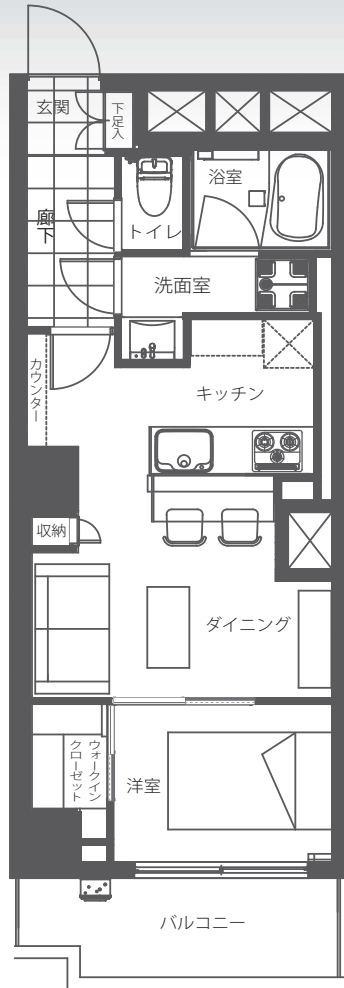 玄関
下足入
浴室
トイレ
廊下
洗面室
カウンター
キッチン
収納
ダイニング
ウォークイン
クローゼット
洋室
バルコニー